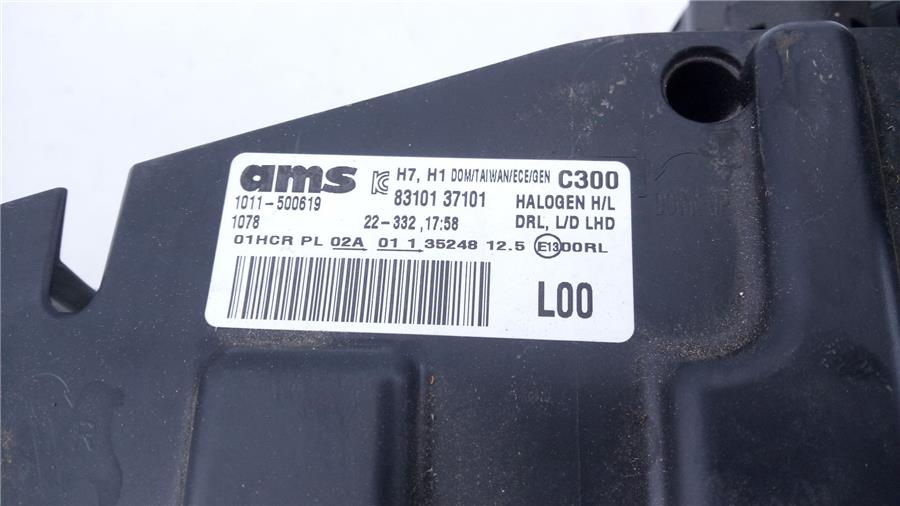 ams H7, H1 DOM/TAIWAN/ECE/GEN C300
1011-500619 83101 37101 HALOGEN H/L
1078 22-332,17:58 DRL, L/D LHD
01HCR PL 02A 01 1 35248 12.5 E13 00RL
L00